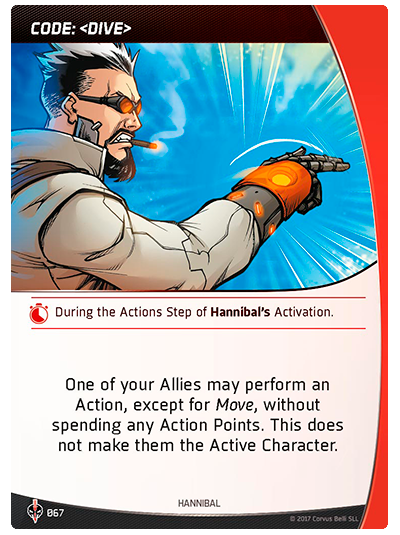 CODE: <DIVE>
During the Actions Step of Hannibal's Activation.
One of your Allies may perform an
Action, except for Move, without
spending any Action Points. This does
not make them the Active Character.
HANNIBAL
067
© 2017 Corvus Belli SLL